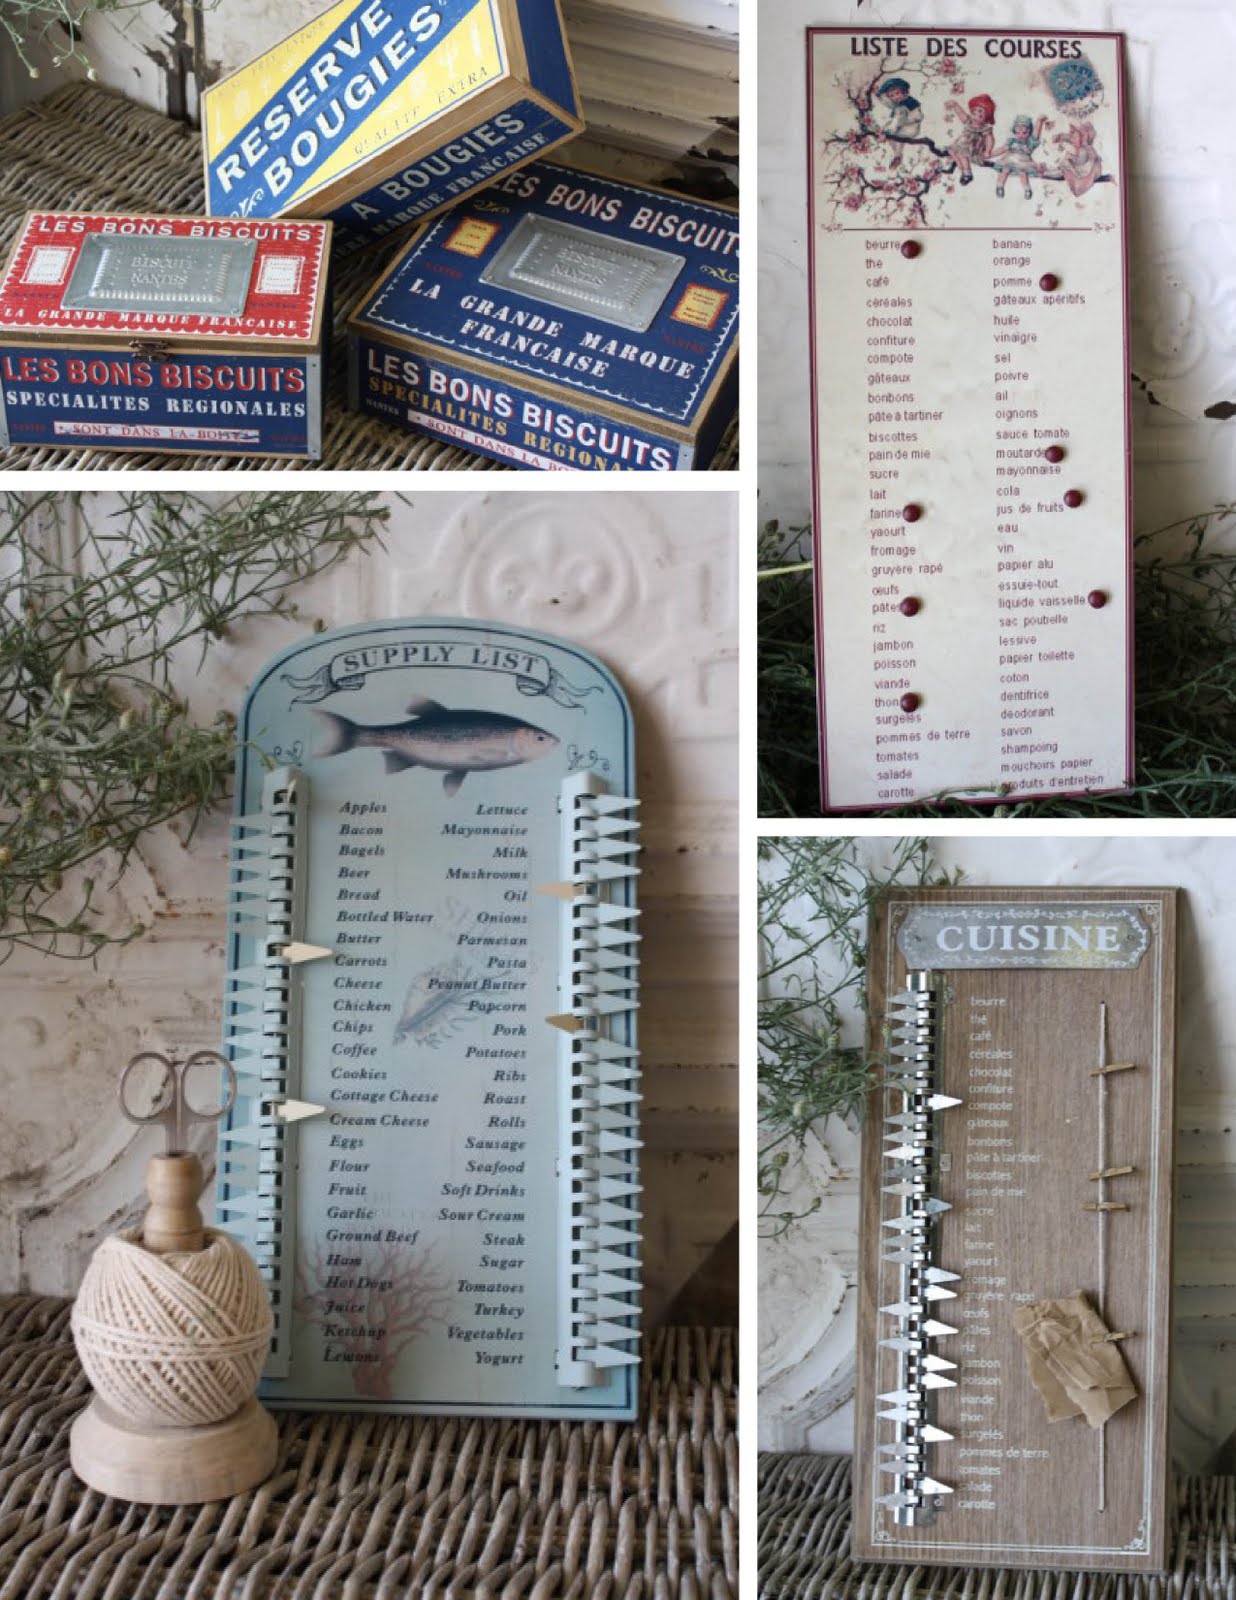 RESERVE
BOUGIES
QUALITE EXTRA
A BOUGIES
MARQUE FRANCAISE
LES BONS BISCUITS
BISCUIT
NANTES
LA GRANDE MARQUE FRANCAISE
LES BONS BISCUITS
SPECIALITES REGIONALES
SONT DANS LA BOITE
LES BONS BISCUITS
BISCUIT
NANTES
LA GRANDE MARQUE
FRANCAISE
LES BONS BISCUITS
SPECIALITES REGIONAL
SONT DANS LA BO
LISTE DES COURSES
beurre
thé
café
céréales
chocolat
confiture
compote
gâteaux
bonbons
pâte à tartiner
biscottes
pain de mie
sucre
lait
farine
yaourt
fromage
gruyère rapé
œufs
pâtes
riz
jambon
poisson
viande
thon
surgelés
pommes de terre
tomates
salade
carotte
banane
orange
pomme
gâteaux apéritifs
huile
vinaigre
sel
poivre
ail
oignons
sauce tomate
moutarde
mayonnaise
cola
jus de fruits
eau
vin
papier alu
essuie-tout
liquide vaisselle
sac poubelle
lessive
papier toilette
coton
dentifrice
déodorant
savon
shampoing
mouchoirs papier
produits d'entretien
SUPPLY LIST
Apples
Bacon
Bagels
Beer
Bread
Bottled Water
Butter
Carrots
Cheese
Chicken
Chips
Coffee
Cookies
Cottage Cheese
Cream Cheese
Eggs
Flour
Fruit
Garlic
Ground Beef
Ham
Hot Dogs
Juice
Ketchup
Lemons
Lettuce
Mayonnaise
Milk
Mushrooms
Oil
Onions
Parmesan
Pasta
Peanut Butter
Popcorn
Pork
Potatoes
Ribs
Roast
Rolls
Sausage
Seafood
Soft Drinks
Sour Cream
Steak
Sugar
Tomatoes
Turkey
Vegetables
Yogurt
CUISINE
beurre
thé
café
céréales
chocolat
confiture
compote
gâteaux
bonbons
pâte à tartiner
biscottes
pain de mie
sucre
lait
farine
yaourt
fromage
gruyère rapé
œufs
pâtes
riz
jambon
poisson
viande
thon
surgelés
pommes de terre
tomates
salade
carotte